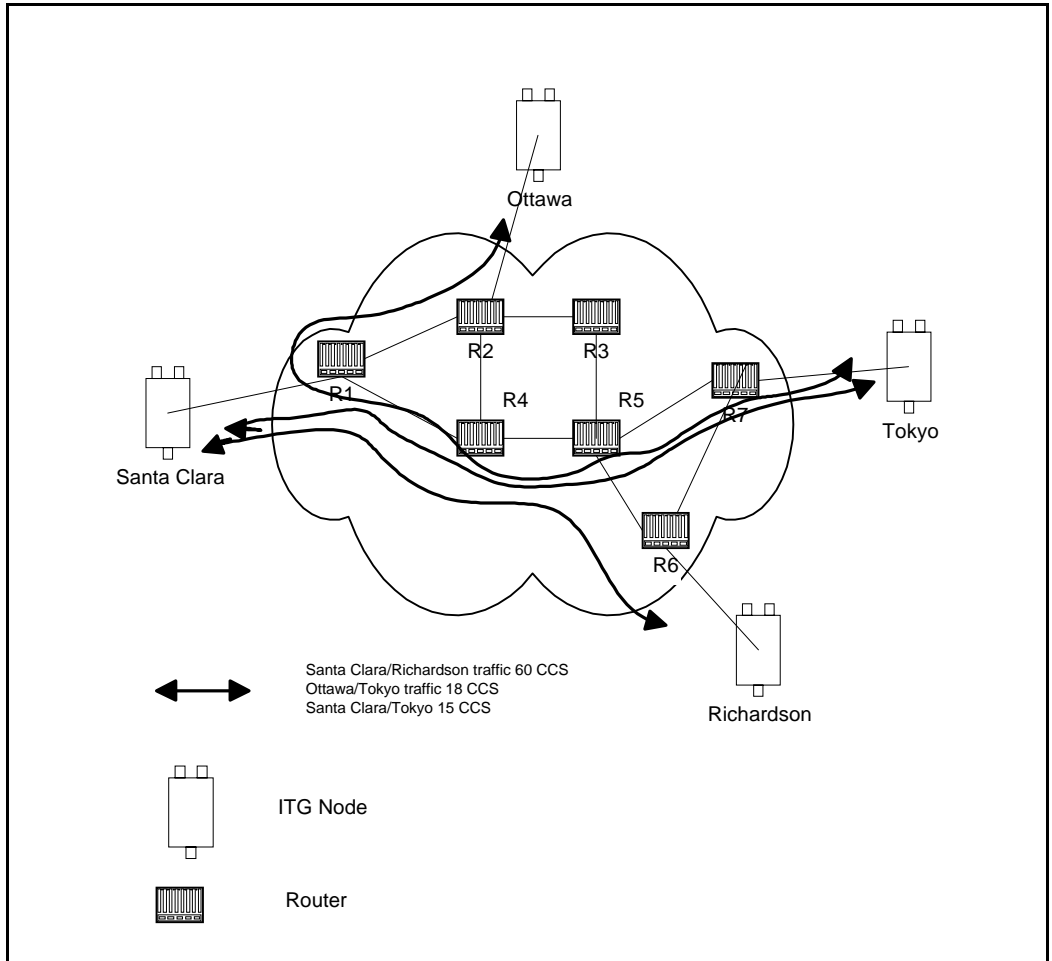 Ottawa
R2
R3
R1
R4
R5
R7
Tokyo
Santa Clara
R6
Santa Clara/Richardson traffic 60 CCS
Ottawa/Tokyo traffic 18 CCS
Santa Clara/Tokyo 15 CCS
Richardson
ITG Node
Router